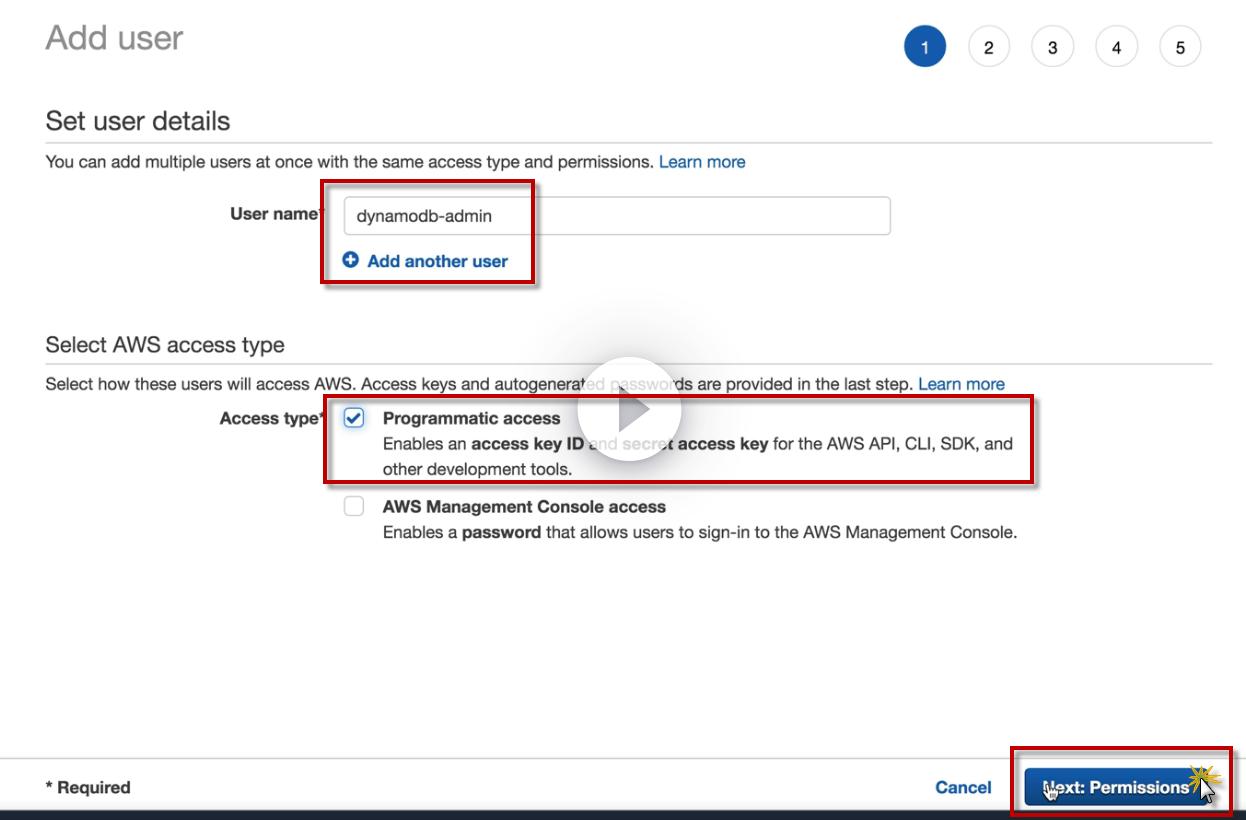 Add user
1 2 3 4 5
Set user details
You can add multiple users at once with the same access type and permissions. Learn more
User name* dynamodb-admin
Add another user
Select AWS access type
Select how these users will access AWS. Access keys and autogenerated passwords are provided in the last step. Learn more
Access type* Programmatic access
Enables an access key ID and secret access key for the AWS API, CLI, SDK, and
other development tools.
AWS Management Console access
Enables a password that allows users to sign-in to the AWS Management Console.
* Required Cancel Next: Permissions